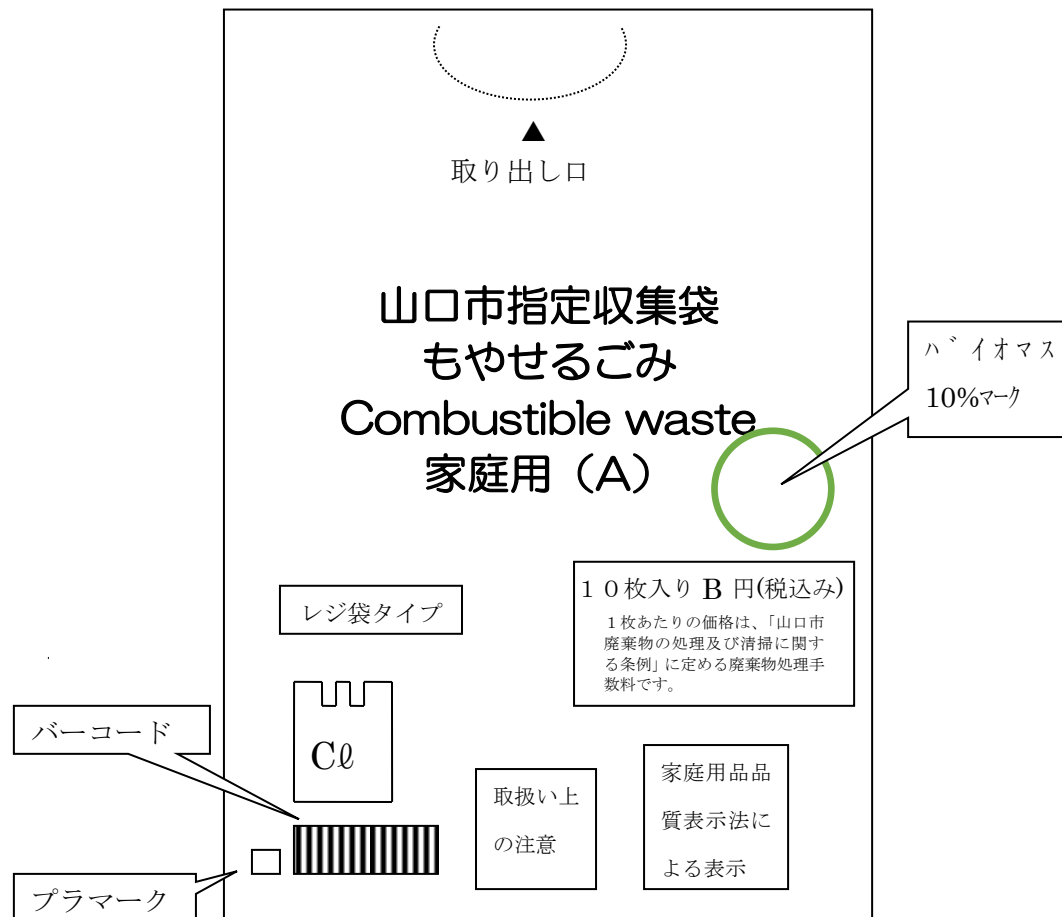 ▲
取り出し口
山口市指定収集袋
もやせるごみ
Combustible waste
家庭用（A）
バイオマス
10%マーク
１０枚入り B 円(税込み)
１枚あたりの価格は、「山口市
廃棄物の処理及び清掃に関す
る条例」に定める廃棄物処理手
数料です。
レジ袋タイプ
Cℓ
バーコード
取扱い上
の注意
家庭用品品
質表示法に
よる表示
プラマーク